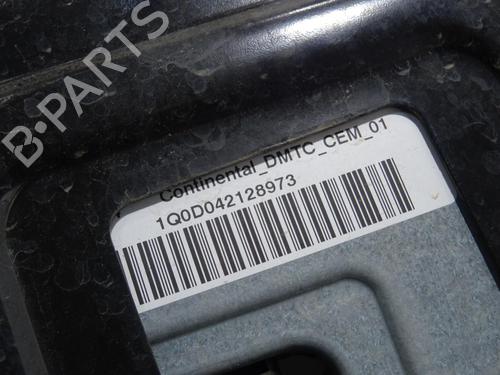 B-PARTS
Continental_DMTC_CEM_01
1Q0D042128973